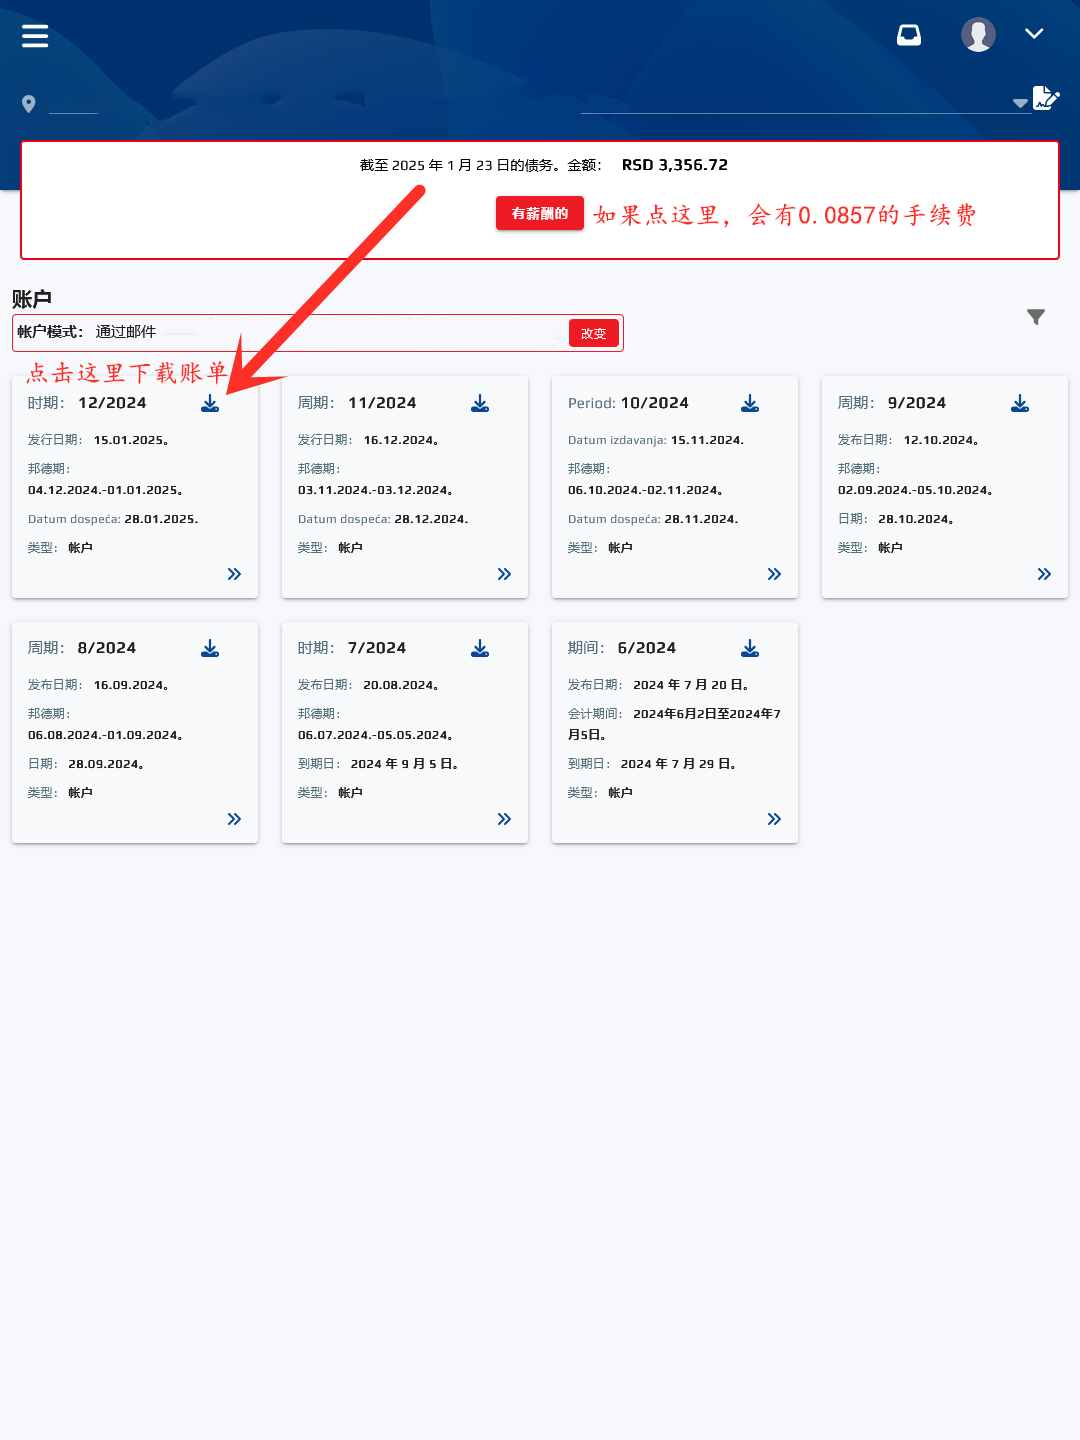 截至 2025 年 1 月 23 日的债务。金额： RSD 3,356.72
有薪酬的
如果点这里，会有0.0857的手续费
账户
帐户模式： 通过邮件
改变
点击这里下载账单
时期： 12/2024
发行日期： 15.01.2025。
邦德期：
04.12.2024.-01.01.2025。
Datum dospeća: 28.01.2025.
类型： 帐户
周期： 11/2024
发行日期： 16.12.2024。
邦德期：
03.11.2024.-03.12.2024。
Datum dospeća: 28.12.2024.
类型： 帐户
Period: 10/2024
Datum izdavanja: 15.11.2024.
邦德期：
06.10.2024.-02.11.2024。
Datum dospeća: 28.11.2024.
类型： 帐户
周期： 9/2024
发布日期： 12.10.2024。
邦德期：
02.09.2024.-05.10.2024。
日期： 28.10.2024。
类型： 帐户
周期： 8/2024
发布日期： 16.09.2024。
邦德期：
06.08.2024.-01.09.2024。
日期： 28.09.2024。
类型： 帐户
时期： 7/2024
发布日期： 20.08.2024。
邦德期：
06.07.2024.-05.05.2024。
到期日： 2024 年 9 月 5 日。
类型： 帐户
期间： 6/2024
发布日期： 2024 年 7 月 20 日。
会计期间： 2024年6月2日至2024年7
月5日。
到期日： 2024 年 7 月 29 日。
类型： 帐户